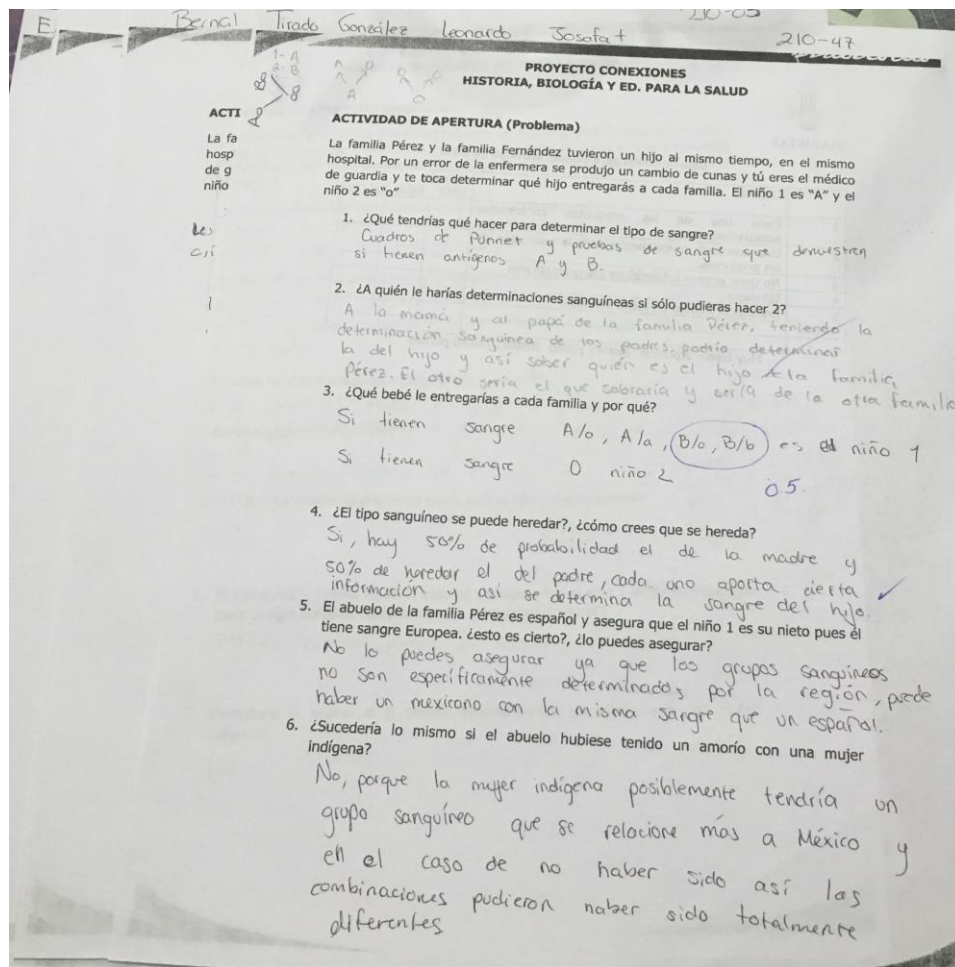 E
Bernal Tirado González Leonardo Josafat
210-03
210-47
1- A
2- B
A
O
PROYECTO CONEXIONES
HISTORIA, BIOLOGÍA Y ED. PARA LA SALUD
ACTI
ACTIVIDAD DE APERTURA (Problema)
La fa
hosp
de g
niño
La familia Pérez y la familia Fernández tuvieron un hijo al mismo tiempo, en el mismo
hospital. Por un error de la enfermera se produjo un cambio de cunas y tú eres el médico
de guardia y te toca determinar qué hijo entregarás a cada familia. El niño 1 es "A" y el
niño 2 es "o"
1. ¿Qué tendrías qué hacer para determinar el tipo de sangre?
Cuadros de Punnet y pruebas de sangre que demuestren
si tienen antígenos A y B.
2. ¿A quién le harías determinaciones sanguíneas si sólo pudieras hacer 2?
A la mamá y al papá de la familia Pérez, teniendo la
determinación sanguínea de los padres, podría determinar
la del hijo y así saber quién es el hijo de la familia
Pérez. El otro sería el que sobraría y sería de la otra familia
3. ¿Qué bebé le entregarías a cada familia y por qué?
Si tienen sangre A/o, A/a, B/o, B/b es el niño 1
Si tienen sangre O niño 2
0.5.
4. ¿El tipo sanguíneo se puede heredar?, ¿cómo crees que se hereda?
Si, hay 50% de probabilidad el de la madre y
50% de heredar el del padre, cada uno aporta cierta
información y así se determina la sangre del hijo.
5. El abuelo de la familia Pérez es español y asegura que el niño 1 es su nieto pues él
tiene sangre Europea. ¿esto es cierto?, ¿lo puedes asegurar?
No lo puedes asegurar ya que los grupos sanguíneos
no son específicamente determinados por la región, puede
haber un mexicano con la misma sangre que un español.
6. ¿Sucedería lo mismo si el abuelo hubiese tenido un amorío con una mujer
indígena?
No, porque la mujer indígena posiblemente tendría un
grupo sanguíneo que se relacione más a México y
en el caso de no haber sido así las
combinaciones pudieron haber sido totalmente
diferentes